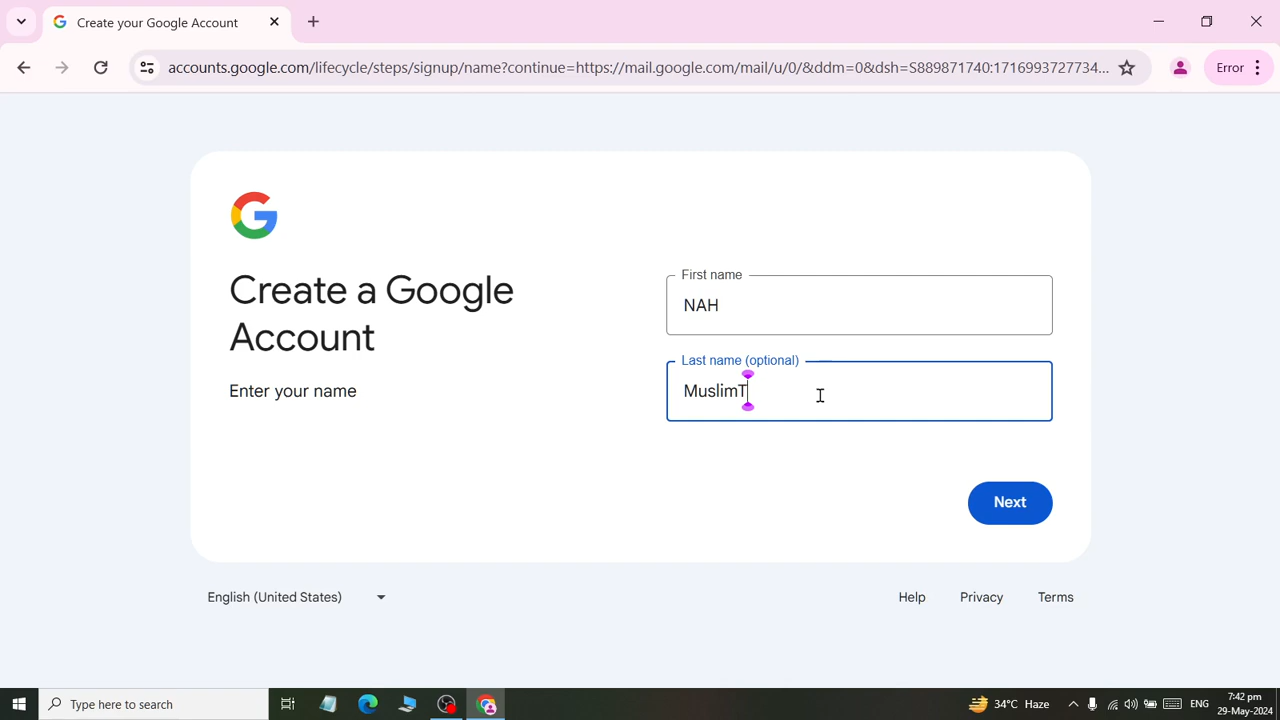 Create your Google Account
accounts.google.com/lifecycle/steps/signup/name?continue=https://mail.google.com/mail/u/0/&ddm=0&dsh=S889871740:1716993727734...
Error
Create a Google
Account
Enter your name
First name
NAH
Last name (optional)
MuslimT
Next
English (United States)
Help
Privacy
Terms
Type here to search
34°C Haze
ENG
7:42 pm
29-May-2024